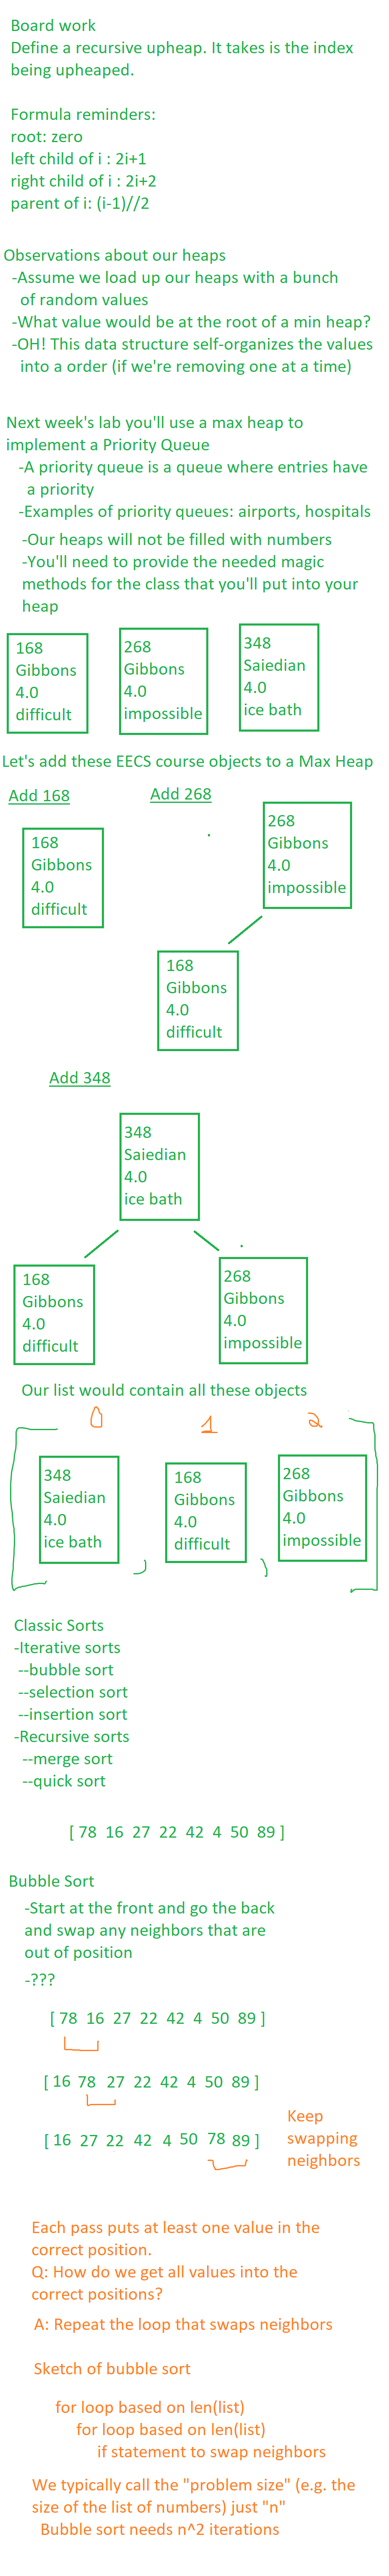 Board work
Define a recursive upheap. It takes is the index
being upheaped.
Formula reminders:
root: zero
left child of i : 2i+1
right child of i : 2i+2
parent of i: (i-1)//2
Observations about our heaps
-Assume we load up our heaps with a bunch
of random values
-What value would be at the root of a min heap?
-OH! This data structure self-organizes the values
into a order (if we're removing one at a time)
Next week's lab you'll use a max heap to
implement a Priority Queue
-A priority queue is a queue where entries have
a priority
-Examples of priority queues: airports, hospitals
-Our heaps will not be filled with numbers
-You'll need to provide the needed magic
methods for the class that you'll put into your
heap
168
Gibbons
4.0
difficult
268
Gibbons
4.0
impossible
348
Saiedian
4.0
ice bath
Let's add these EECS course objects to a Max Heap
Add 168
168
Gibbons
4.0
difficult
Add 268
268
Gibbons
4.0
impossible
168
Gibbons
4.0
difficult
Add 348
348
Saiedian
4.0
ice bath
168
Gibbons
4.0
difficult
268
Gibbons
4.0
impossible
Our list would contain all these objects
0 1 2
[
348
Saiedian
4.0
ice bath
,
168
Gibbons
4.0
difficult
,
268
Gibbons
4.0
impossible
]
Classic Sorts
-Iterative sorts
--bubble sort
--selection sort
--insertion sort
-Recursive sorts
--merge sort
--quick sort
[ 78 16 27 22 42 4 50 89 ]
Bubble Sort
-Start at the front and go the back
and swap any neighbors that are
out of position
-???
[ 78 16 27 22 42 4 50 89 ]
[ 16 78 27 22 42 4 50 89 ]
[ 16 27 22 42 4 50 78 89 ]
Keep
swapping
neighbors
Each pass puts at least one value in the
correct position.
Q: How do we get all values into the
correct positions?
A: Repeat the loop that swaps neighbors
Sketch of bubble sort
for loop based on len(list)
for loop based on len(list)
if statement to swap neighbors
We typically call the "problem size" (e.g. the
size of the list of numbers) just "n"
Bubble sort needs n^2 iterations